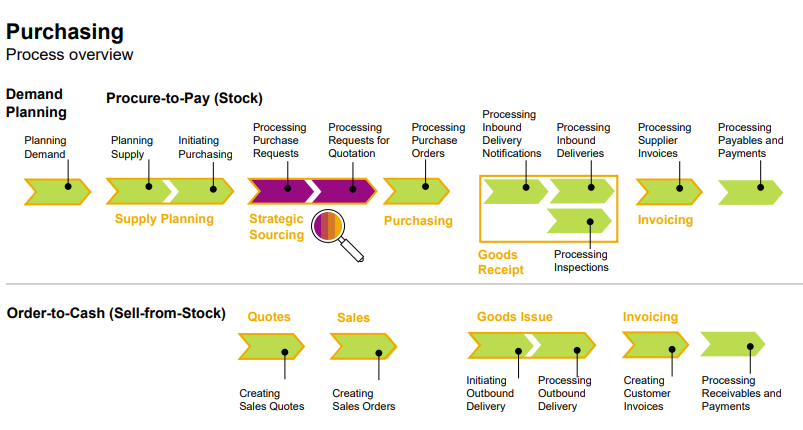 Purchasing
Process overview
Demand
Planning
Procure-to-Pay (Stock)
Planning
Demand
Planning
Supply
Initiating
Purchasing
Processing
Purchase
Requests
Processing
Requests for
Quotation
Processing
Purchase
Orders
Processing
Inbound
Delivery
Notifications
Processing
Inbound
Deliveries
Processing
Supplier
Invoices
Processing
Payables and
Payments
Supply Planning
Strategic
Sourcing
Purchasing
Goods
Receipt
Processing
Inspections
Invoicing
Order-to-Cash (Sell-from-Stock)
Quotes
Sales
Goods Issue
Invoicing
Creating
Sales Quotes
Creating
Sales Orders
Initiating
Outbound
Delivery
Processing
Outbound
Delivery
Creating
Customer
Invoices
Processing
Receivables and
Payments